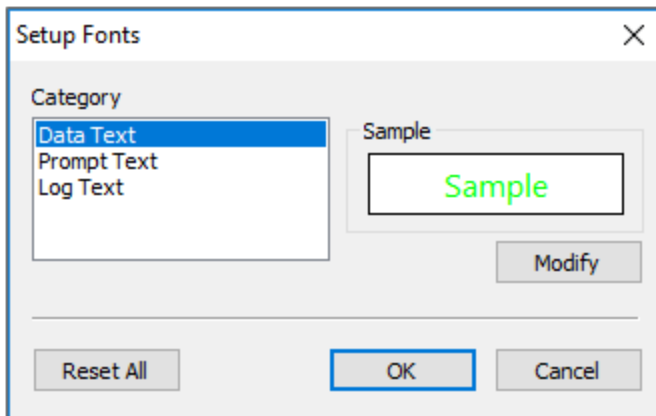 Setup Fonts
Category
Data Text
Prompt Text
Log Text
Sample
Sample
Modify
Reset All
OK
Cancel